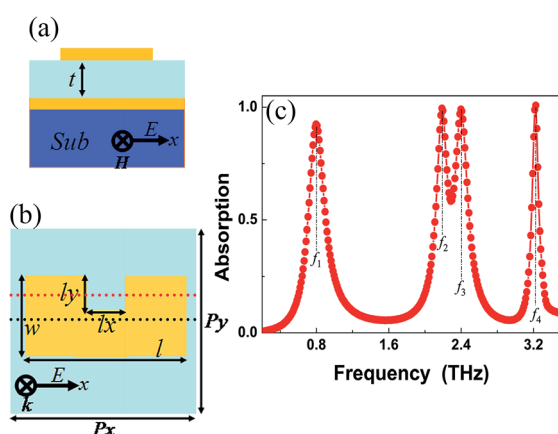 (a)
t
Sub
E
x
H
(b)
ly
lx
w
l
Py
E
x
k
Px
(c)
1.0
0.5
0.0
Absorption
f1
f2
f3
f4
0.8 1.6 2.4 3.2
Frequency (THz)